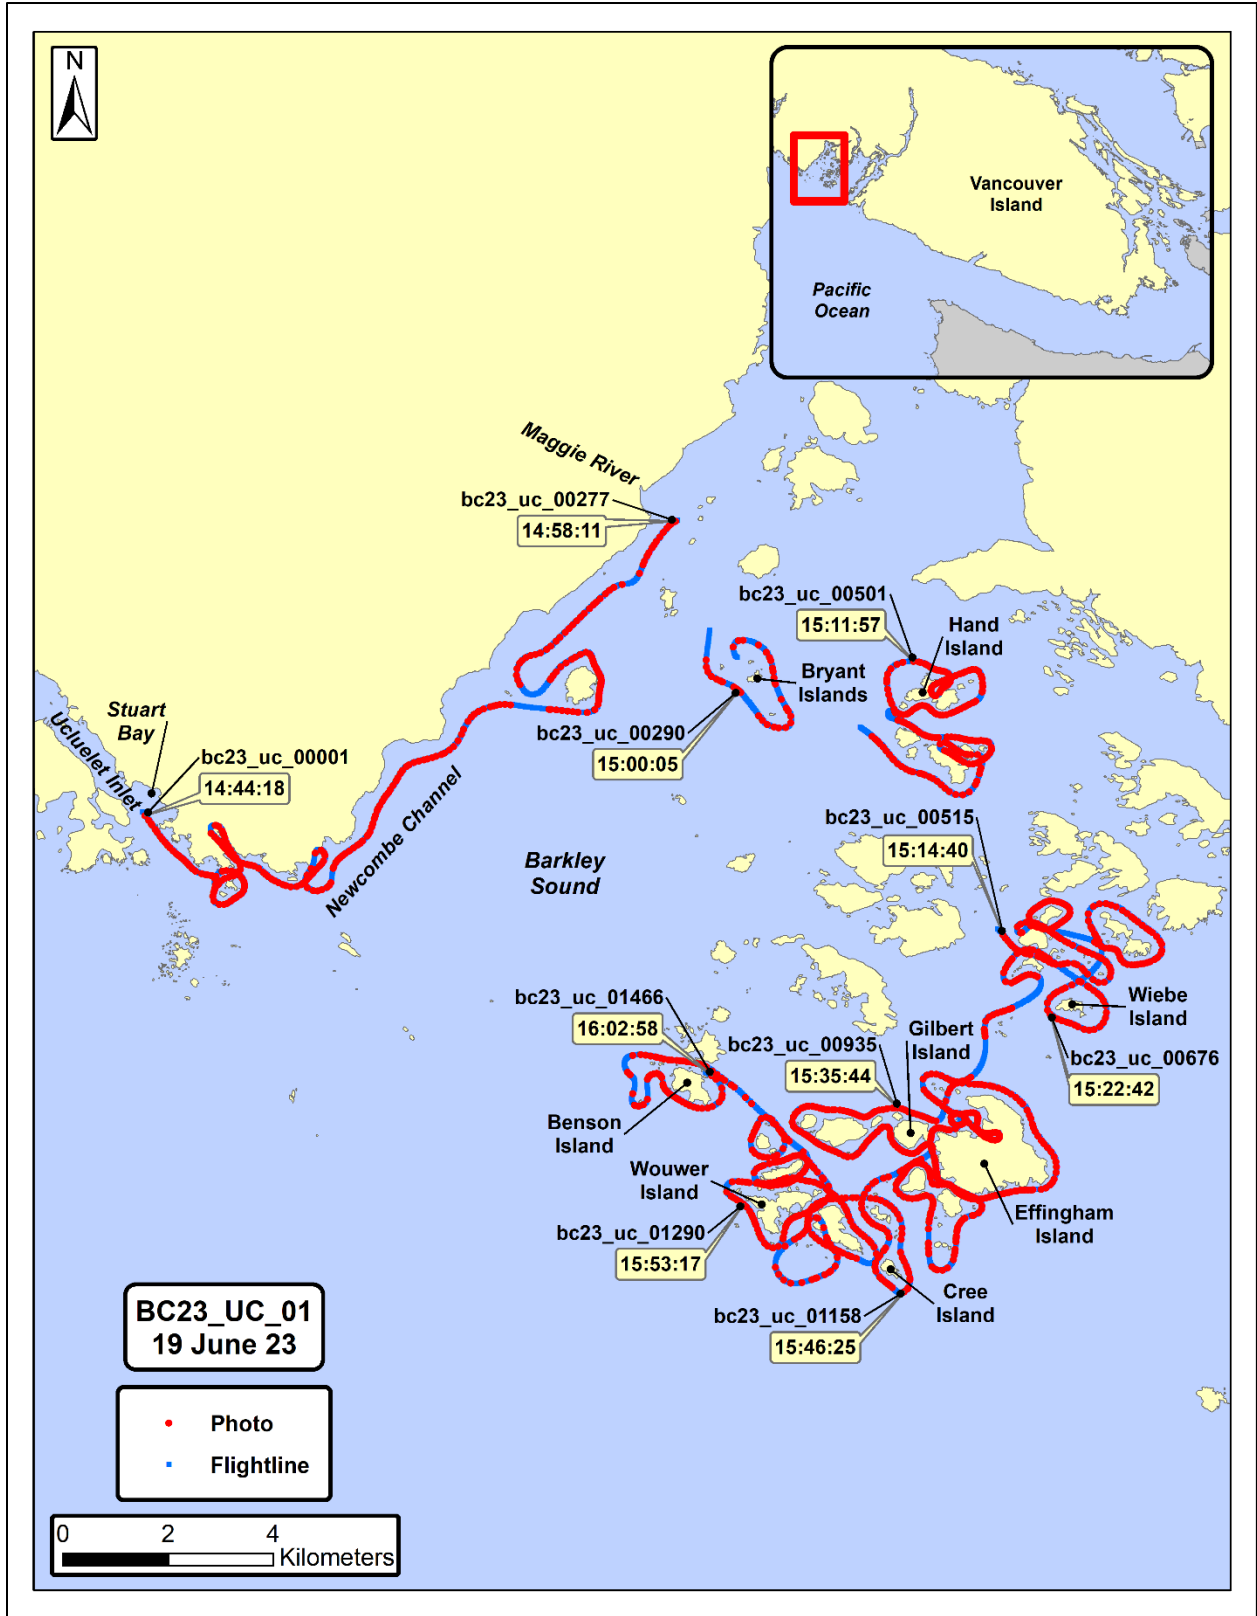 N
Vancouver
Island
Pacific
Ocean
Maggie River
bc23_uc_00277
14:58:11
bc23_uc_00501
15:11:57
Hand
Island
Bryant
Islands
Stuart
Bay
Ucluelet Inlet
bc23_uc_00290
15:00:05
bc23_uc_00001
14:44:18
Newcombe Channel
bc23_uc_00515
15:14:40
Barkley
Sound
bc23_uc_01466
16:02:58
Wiebe
Island
Gilbert
Island
bc23_uc_00935
15:35:44
bc23_uc_00676
15:22:42
Benson
Island
Wouwer
Island
Effingham
Island
bc23_uc_01290
15:53:17
Cree
Island
bc23_uc_01158
15:46:25
BC23_UC_01
19 June 23
Photo
Flightline
0 2 4
Kilometers